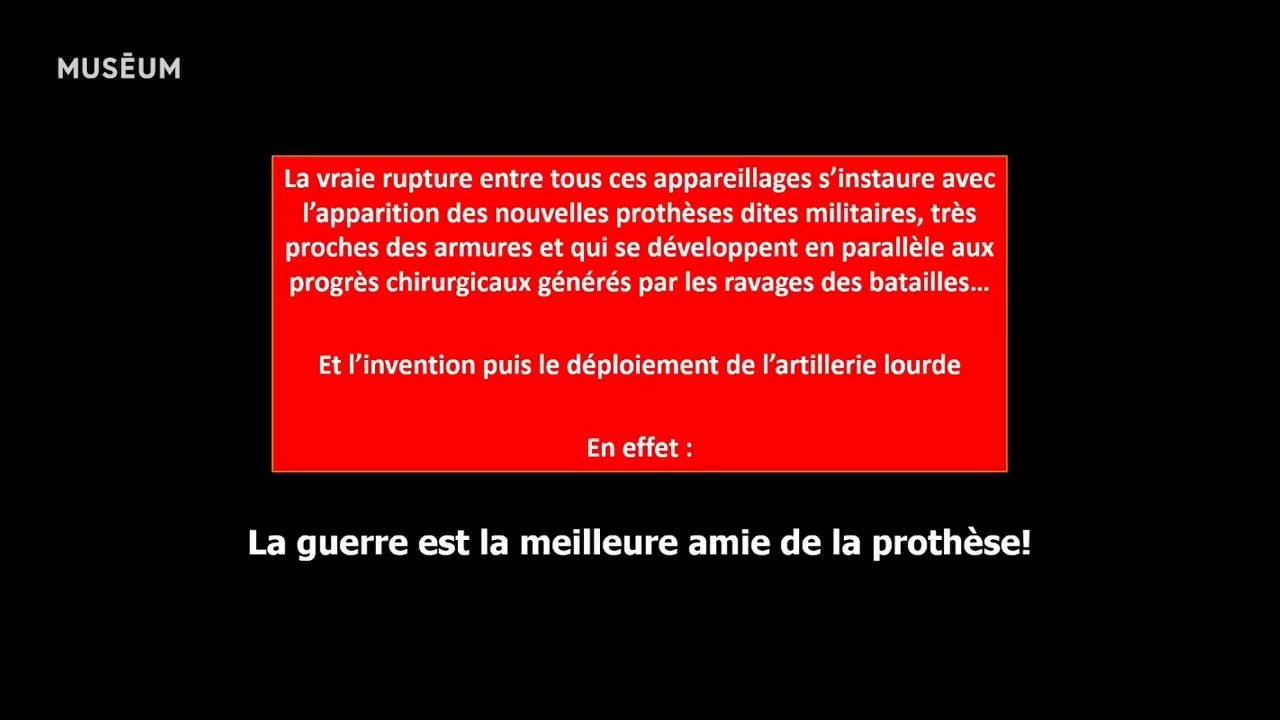 MUSĒUM
La vraie rupture entre tous ces appareillages s’instaure avec
l’apparition des nouvelles prothèses dites militaires, très
proches des armures et qui se développent en parallèle aux
progrès chirurgicaux générés par les ravages des batailles…
Et l’invention puis le déploiement de l’artillerie lourde
En effet :
La guerre est la meilleure amie de la prothèse!